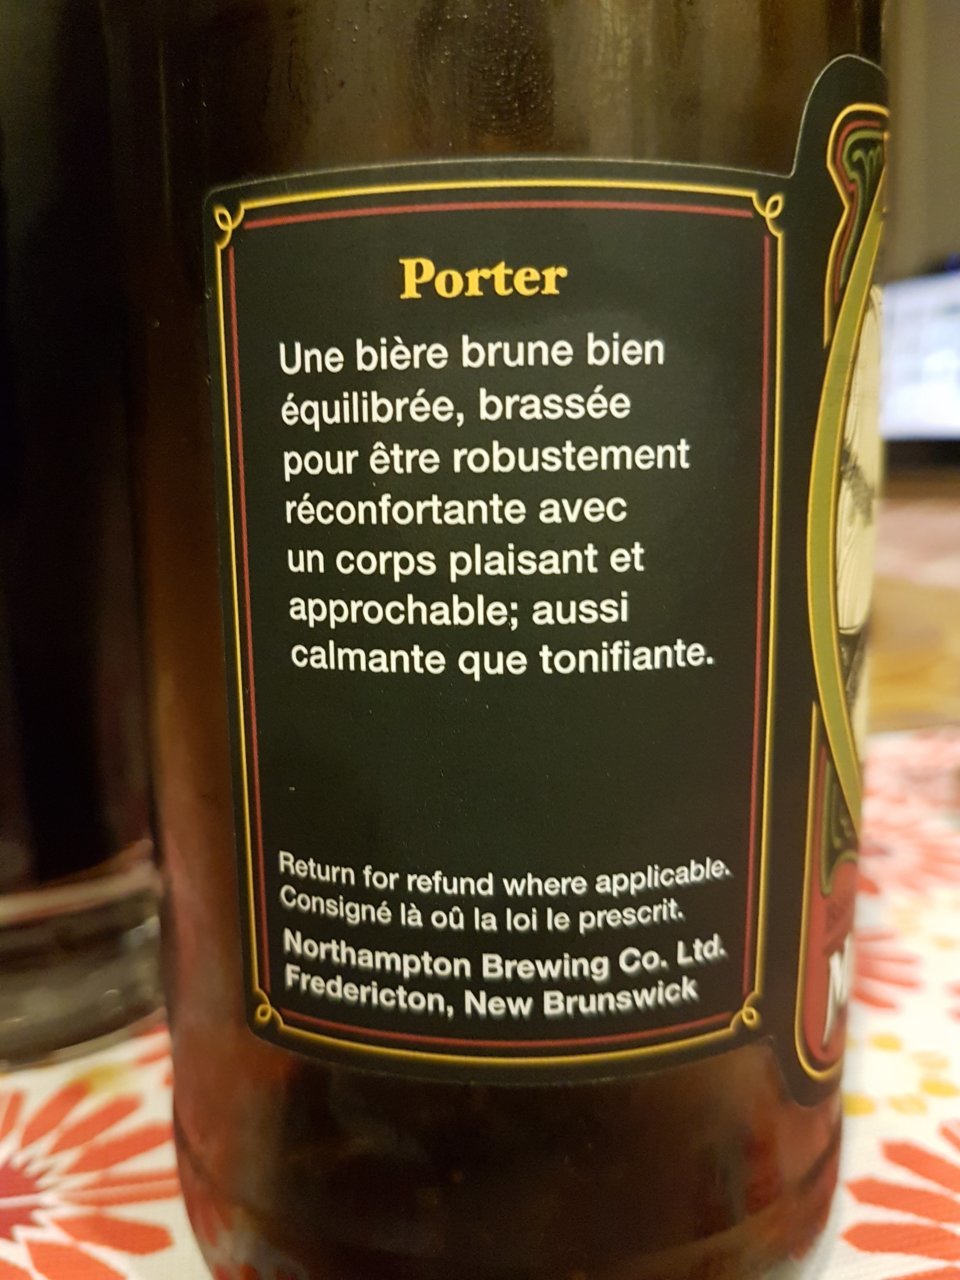 Porter
Une bière brune bien
équilibrée, brassée
pour être robustement
réconfortante avec
un corps plaisant et
approchable; aussi
calmante que tonifiante.
Return for refund where applicable.
Consigné là oû la loi le prescrit.
Northampton Brewing Co. Ltd.
Fredericton, New Brunswick